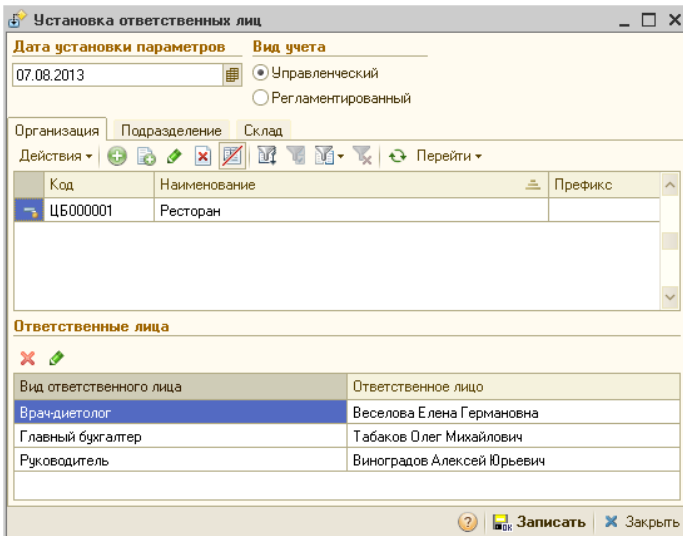 Установка ответственных лиц
Дата установки параметров Вид учета
07.08.2013 Управленческий
Регламентированный
Организация Подразделение Склад
Действия Перейти
Код Наименование Префикс
ЦБ000001 Ресторан
Ответственные лица
Вид ответственного лица Ответственное лицо
Врач-диетолог Веселова Елена Германовна
Главный бухгалтер Табаков Олег Михайлович
Руководитель Виноградов Алексей Юрьевич
? OK Записать Закрыть